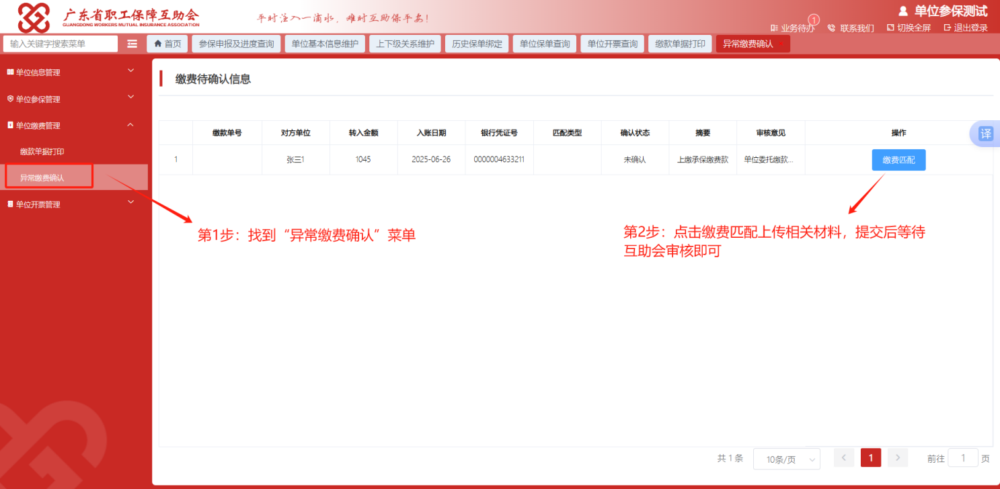 广东省职工保障互助会
GUANGDONG WORKERS MUTUAL INSURANCE ASSOCIATION
平时注入一滴水，难时互助保平安！
单位参保测试
业务待办 1 联系我们 切换全屏 退出登录
输入关键字搜索菜单
首页 参保申报及进度查询 单位基本信息维护 上下级关系维护 历史保单绑定 单位保单查询 单位开票查询 缴款单据打印 异常缴费确认
单位信息管理
单位参保管理
单位缴费管理
缴款单据打印
异常缴费确认
单位开票管理
缴费待确认信息
缴款单号 对方单位 转入金额 入账日期 银行凭证号 匹配类型 确认状态 摘要 审核意见 操作
1 张三1 1045 2025-06-26 0000004633211 未确认 上缴承保缴费款 单位委托缴款... 缴费匹配
译
第1步：找到“异常缴费确认”菜单
第2步：点击缴费匹配上传相关材料，提交后等待
互助会审核即可
共 1 条 10条/页 < 1 > 前往 1 页